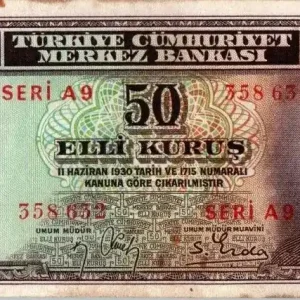 TÜRKİYE CÜMHURİYET
MERKEZ BANKASI
SERİ A9 50 358 63
ELLİ KURUŞ
11 HAZİRAN 1930 TARİH VE 1715 NUMARALI
KANUNA GÖRE ÇIKARILMIŞTIR
358 632 SERİ A9
UMUM MÜDÜR UMUM MÜDÜR MUAVİNİ